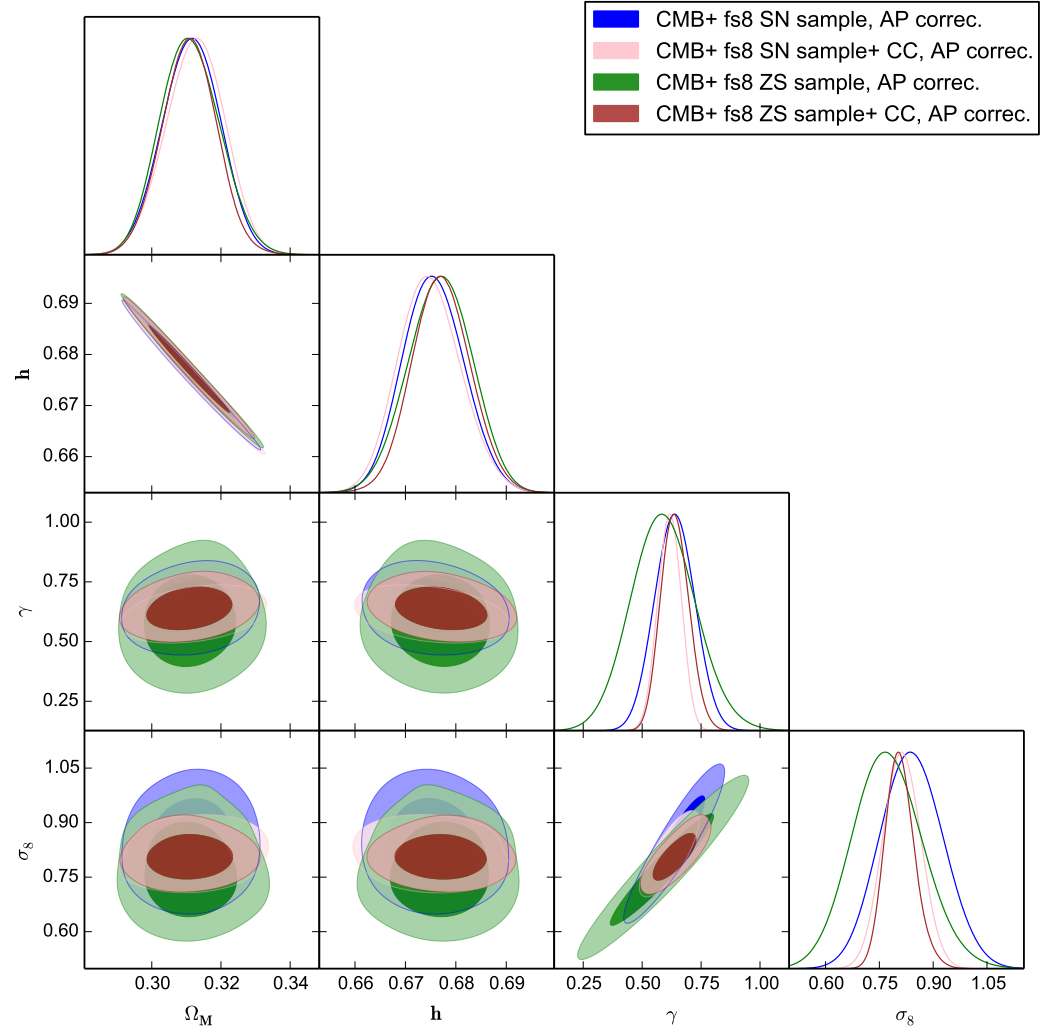 CMB+ fs8 SN sample, AP correc.
CMB+ fs8 SN sample+ CC, AP correc.
CMB+ fs8 ZS sample, AP correc.
CMB+ fs8 ZS sample+ CC, AP correc.
0.69
0.68
0.67
0.66
h
1.00
0.75
0.50
0.25
γ
1.05
0.90
0.75
0.60
σ8
0.30 0.32 0.34
0.66 0.67 0.68 0.69
0.25 0.50 0.75 1.00
0.60 0.75 0.90 1.05
ΩM h γ σ8